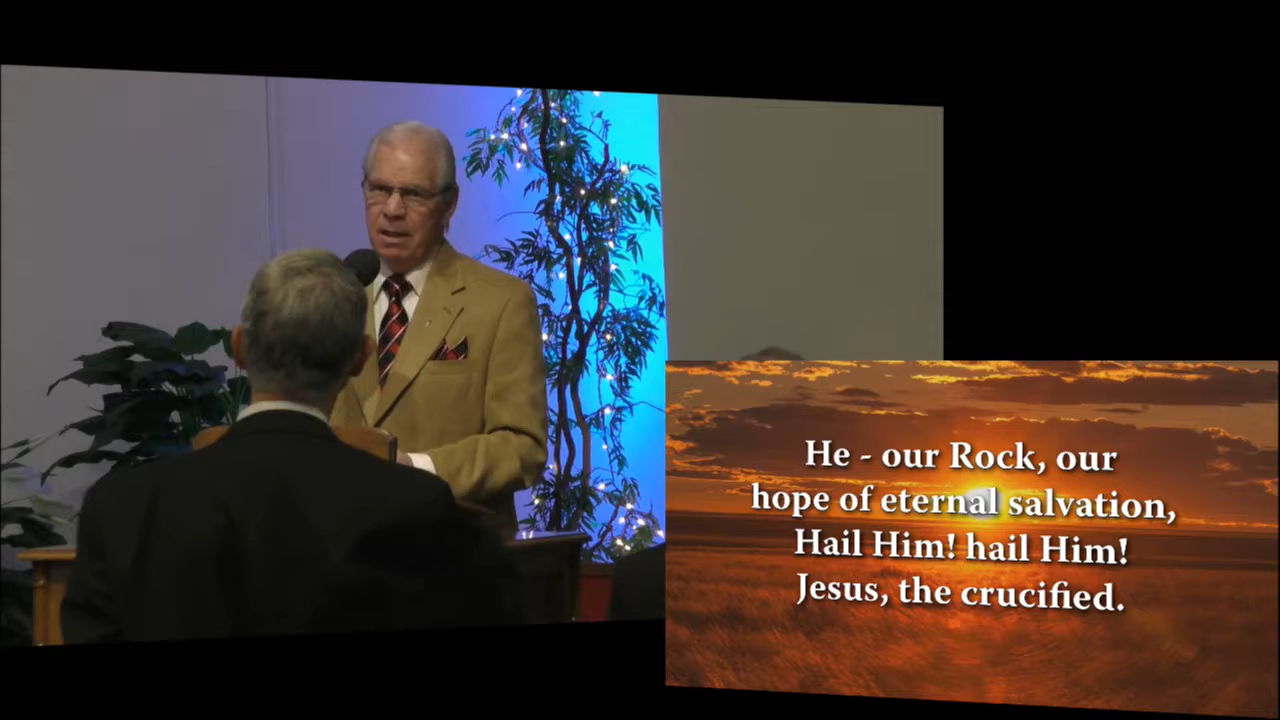 He - our Rock, our
hope of eternal salvation,
Hail Him! hail Him!
Jesus, the crucified.